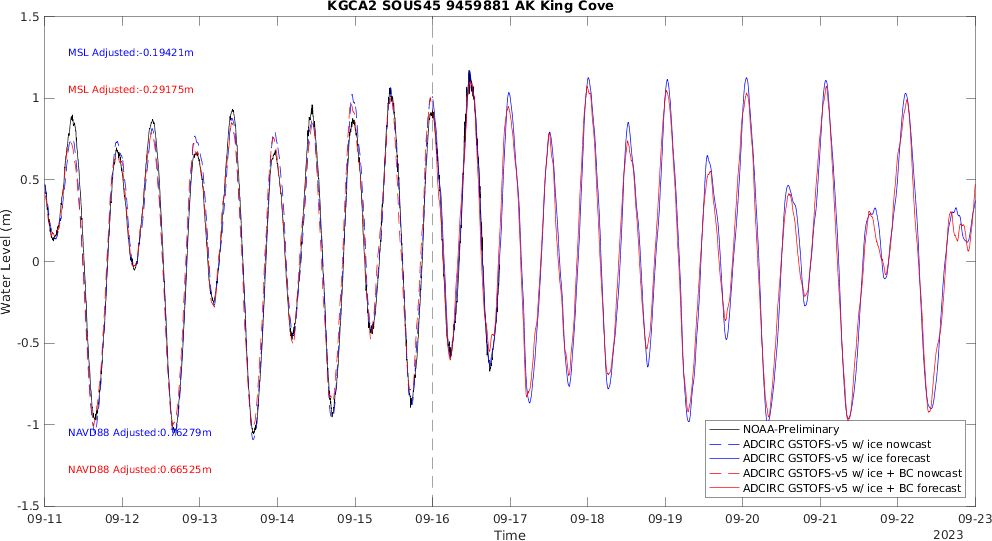 KGCA2 SOUS45 9459881 AK King Cove
1.5
1
0.5
0
-0.5
-1
-1.5
Water Level (m)
MSL Adjusted:-0.19421m
MSL Adjusted:-0.29175m
NAVD88 Adjusted:0.76279m
NAVD88 Adjusted:0.66525m
NOAA-Preliminary
ADCIRC GSTOFS-v5 w/ ice nowcast
ADCIRC GSTOFS-v5 w/ ice forecast
ADCIRC GSTOFS-v5 w/ ice + BC nowcast
ADCIRC GSTOFS-v5 w/ ice + BC forecast
09-11 09-12 09-13 09-14 09-15 09-16 09-17 09-18 09-19 09-20 09-21 09-22 09-23
Time
2023